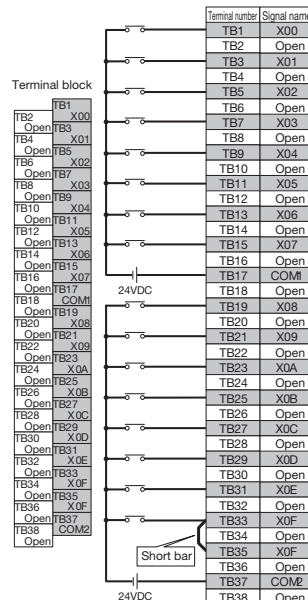 Terminal number Signal name
TB1 X00
TB2 Open
TB3 X01
TB4 Open
TB5 X02
TB6 Open
TB7 X03
TB8 Open
TB9 X04
TB10 Open
TB11 X05
TB12 Open
TB13 X06
TB14 Open
TB15 X07
TB16 Open
TB17 COM1
TB18 Open
TB19 X08
TB20 Open
TB21 X09
TB22 Open
TB23 X0A
TB24 Open
TB25 X0B
TB26 Open
TB27 X0C
TB28 Open
TB29 X0D
TB30 Open
TB31 X0E
TB32 Open
TB33 X0F
TB34 Open
TB35 X0F
TB36 Open
TB37 COM2
TB38 Open
Terminal block
TB1
X00
TB2
Open
TB3
X01
TB4
Open
TB5
X02
TB6
Open
TB7
X03
TB8
Open
TB9
X04
TB10
Open
TB11
X05
TB12
Open
TB13
X06
TB14
Open
TB15
X07
TB16
Open
TB17
COM1
TB18
Open
TB19
X08
TB20
Open
TB21
X09
TB22
Open
TB23
X0A
TB24
Open
TB25
X0B
TB26
Open
TB27
X0C
TB28
Open
TB29
X0D
TB30
Open
TB31
X0E
TB32
Open
TB33
X0F
TB34
Open
TB35
X0F
TB36
Open
TB37
COM2
TB38
Open
24VDC
Short bar
24VDC